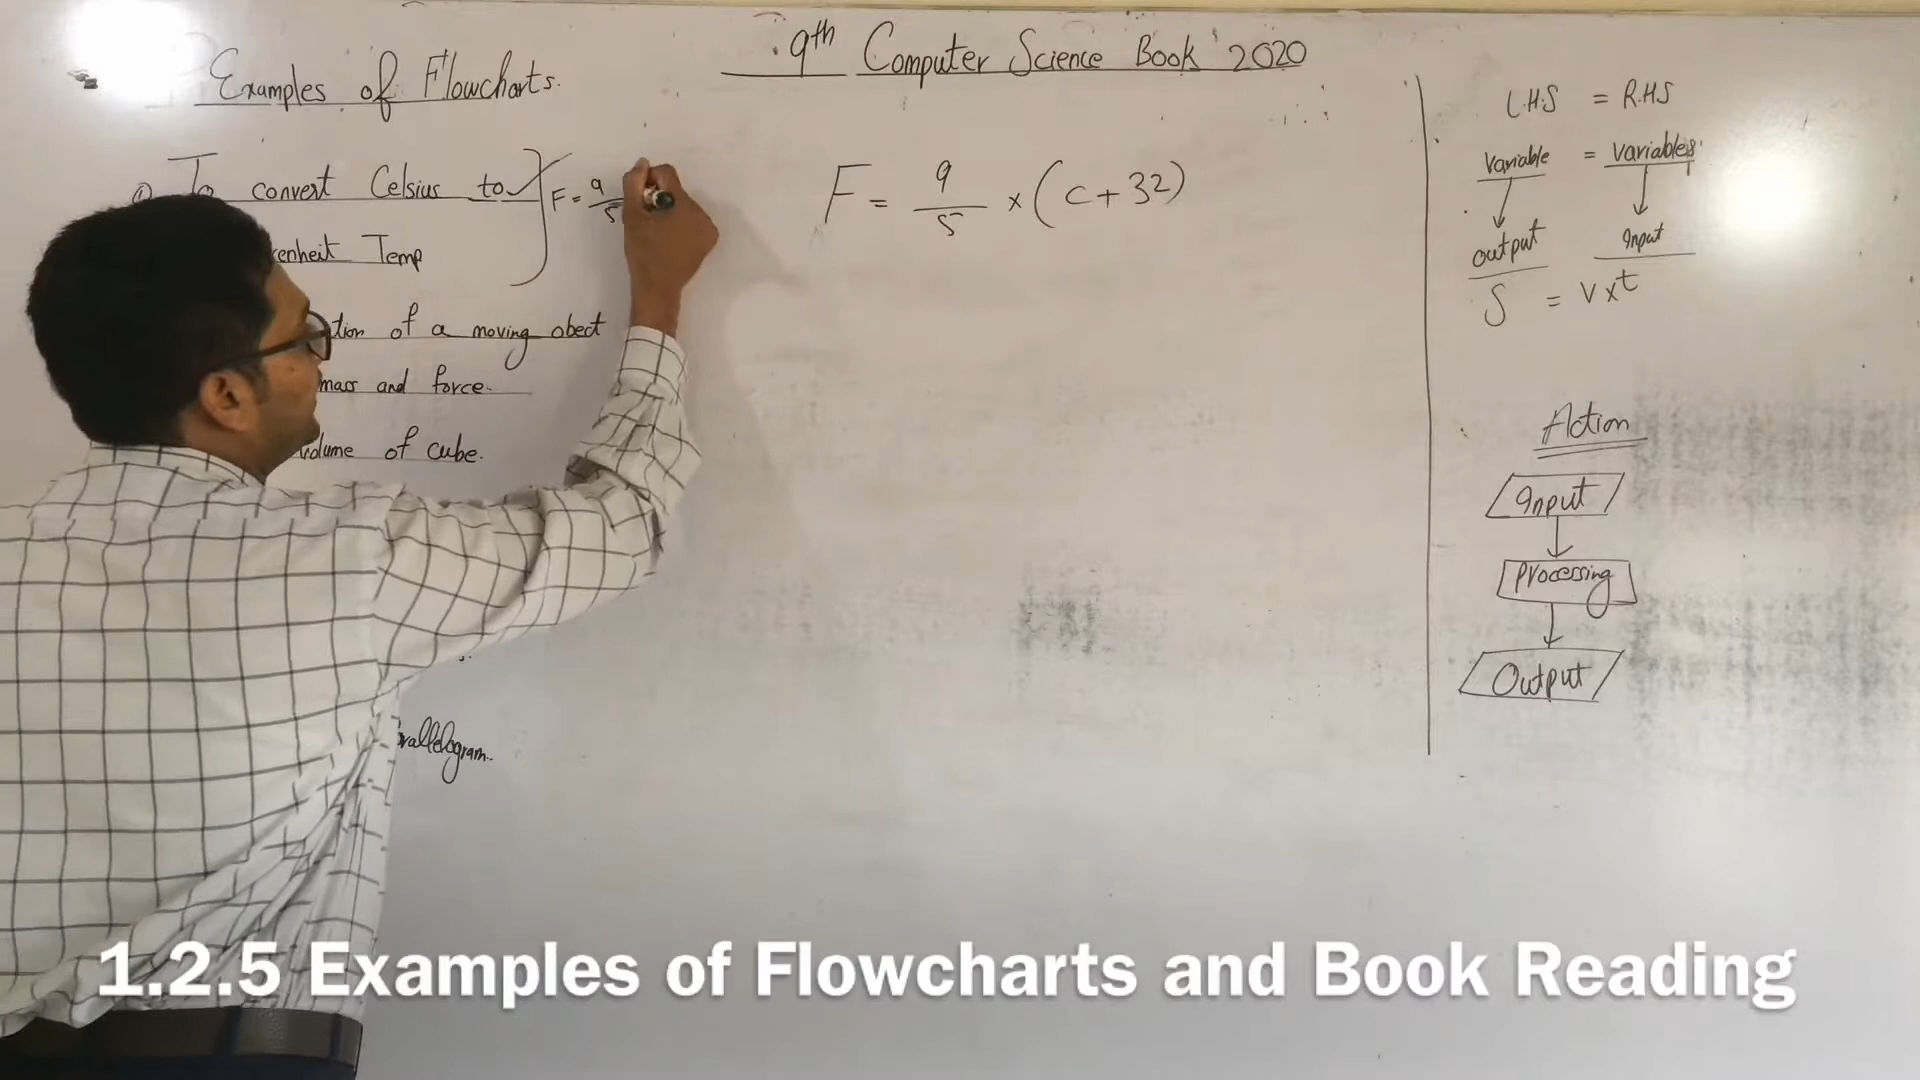 9th Computer Science Book 2020
Examples of Flowcharts.
To convert Celsius to
Temp
F = 9/5
of a moving obect
mass and force.
of cube.
F = 9/5 × (C + 32)
L.H.S = R.H.S
Variable = Variables
output Input
S = V × t
Action
Input
Processing
Output
1.2.5 Examples of Flowcharts and Book Reading